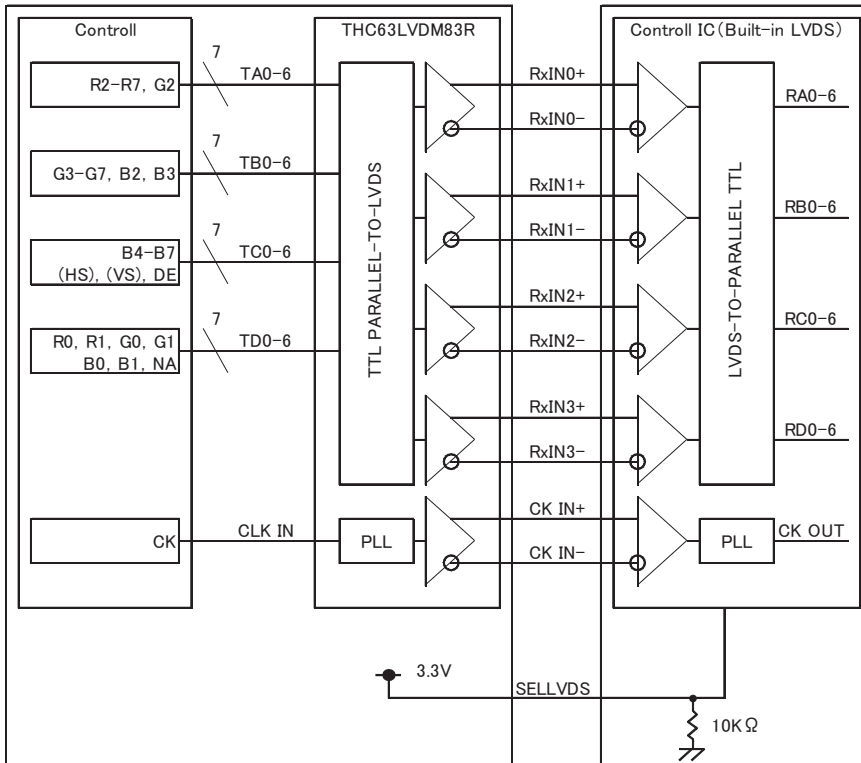 Controll
THC63LVDM83R
Controll IC(Built-in LVDS)
7
R2-R7, G2
TA0-6
RxIN0+
RxIN0-
RA0-6
7
G3-G7, B2, B3
TB0-6
RxIN1+
RxIN1-
RB0-6
7
B4-B7
(HS), (VS), DE
TC0-6
RxIN2+
RxIN2-
RC0-6
7
R0, R1, G0, G1
B0, B1, NA
TD0-6
RxIN3+
RxIN3-
RD0-6
TTL PARALLEL-TO-LVDS
LVDS-TO-PARALLEL TTL
CK
CLK IN
PLL
CK IN+
CK IN-
PLL
CK OUT
3.3V
SELLVDS
10KΩ